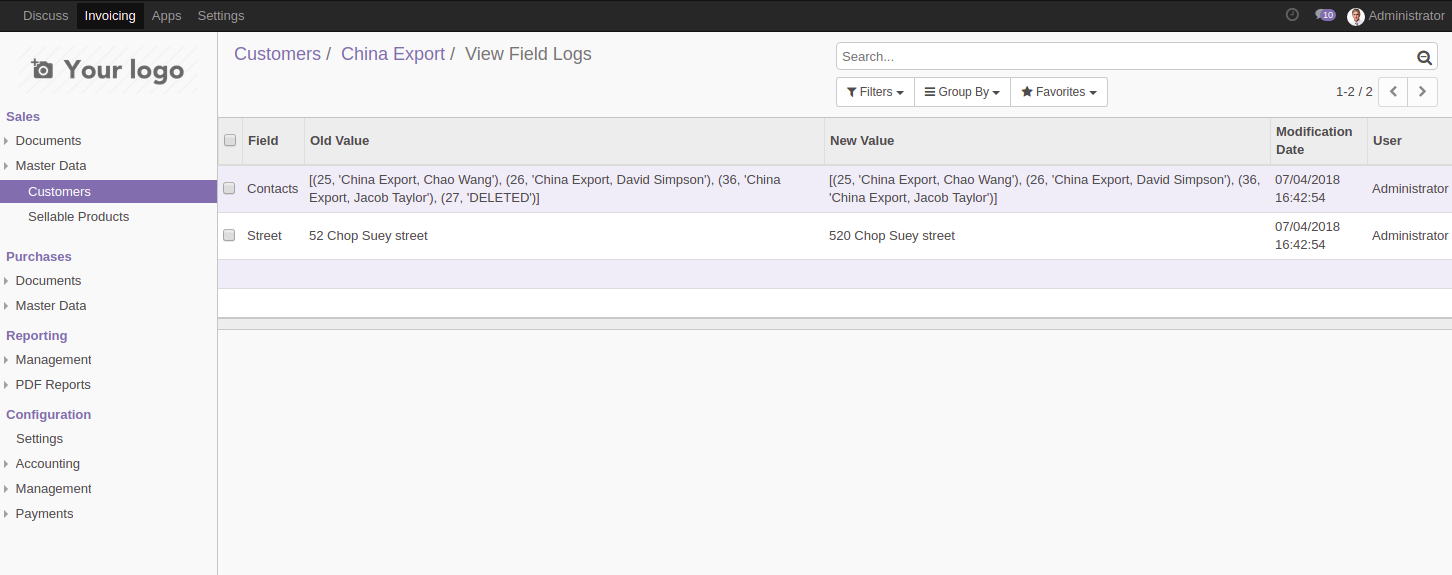 Discuss Invoicing Apps Settings 10 Administrator
Your logo
Sales
Documents
Master Data
Customers
Sellable Products
Purchases
Documents
Master Data
Reporting
Management
PDF Reports
Configuration
Settings
Accounting
Management
Payments
Customers / China Export / View Field Logs
Search...
Filters Group By Favorites 1-2 / 2
Field Old Value New Value Modification Date User
Contacts [(25, 'China Export, Chao Wang'), (26, 'China Export, David Simpson'), (36, 'China [(25, 'China Export, Chao Wang'), (26, 'China Export, David Simpson'), (36, 07/04/2018 Administrator
Export, Jacob Taylor'), (27, 'DELETED')] 'China Export, Jacob Taylor')] 16:42:54
Street 52 Chop Suey street 520 Chop Suey street 07/04/2018 Administrator
16:42:54